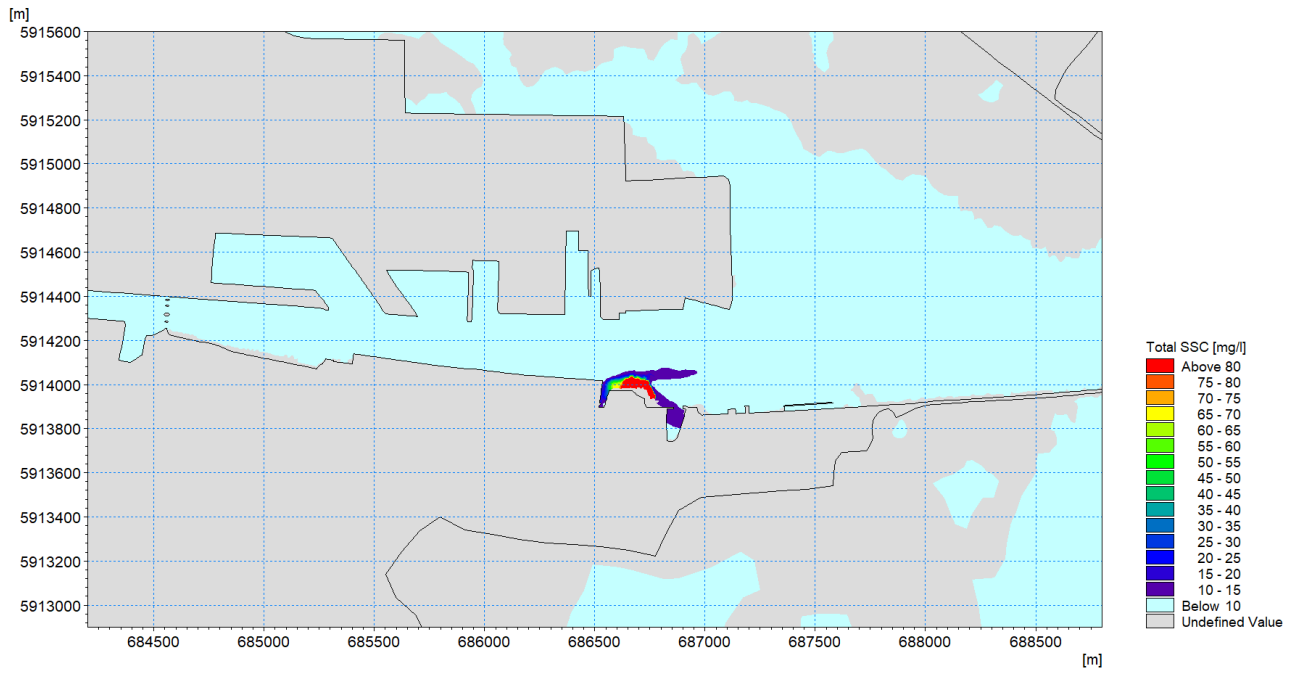 [m]
5915600
5915400
5915200
5915000
5914800
5914600
5914400
5914200
5914000
5913800
5913600
5913400
5913200
5913000
684500 685000 685500 686000 686500 687000 687500 688000 688500
[m]
Total SSC [mg/l]
Above 80
75 - 80
70 - 75
65 - 70
60 - 65
55 - 60
50 - 55
45 - 50
40 - 45
35 - 40
30 - 35
25 - 30
20 - 25
15 - 20
10 - 15
Below 10
Undefined Value